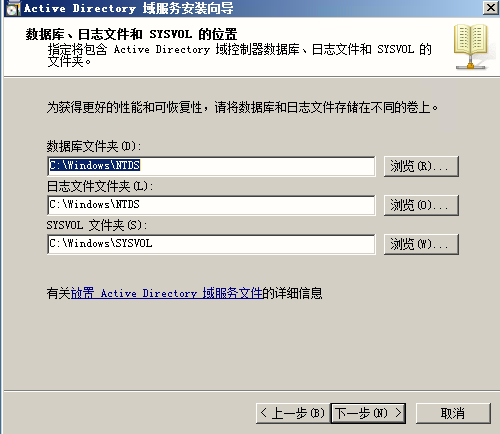 Active Directory 域服务安装向导
数据库、日志文件和 SYSVOL 的位置
指定将包含 Active Directory 域控制器数据库、日志文件和 SYSVOL 的
文件夹。
为获得更好的性能和可恢复性，请将数据库和日志文件存储在不同的卷上。
数据库文件夹(D):
C:\Windows\NTDS
浏览(R)...
日志文件文件夹(L):
C:\Windows\NTDS
浏览(O)...
SYSVOL 文件夹(S):
C:\Windows\SYSVOL
浏览(W)...
有关放置 Active Directory 域服务文件的详细信息
< 上一步(B) 下一步(N) > 取消